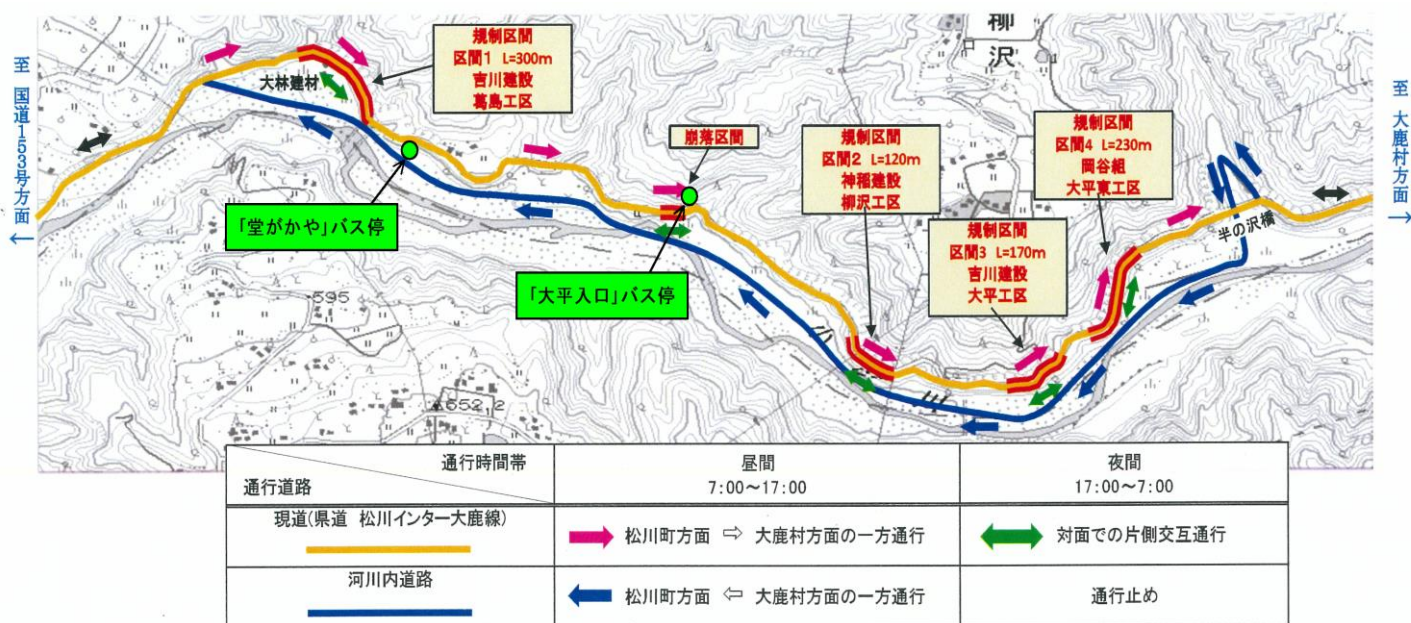 至 国道153号方面
←
大林建材
規制区間
区間1 L=300m
吉川建設
葛島工区
「堂がかや」バス停
崩落区間
「大平入口」バス停
規制区間
区間2 L=120m
神稲建設
柳沢工区
柳沢
規制区間
区間3 L=170m
吉川建設
大平工区
規制区間
区間4 L=230m
岡谷組
大平東工区
半の沢橋
至 大鹿村方面
→
595
652.2
通行時間帯
通行道路
昼間
7:00～17:00
夜間
17:00～7:00
現道(県道 松川インター大鹿線)
松川町方面 ⇨ 大鹿村方面の一方通行
対面での片側交互通行
河川内道路
松川町方面 ⇦ 大鹿村方面の一方通行
通行止め